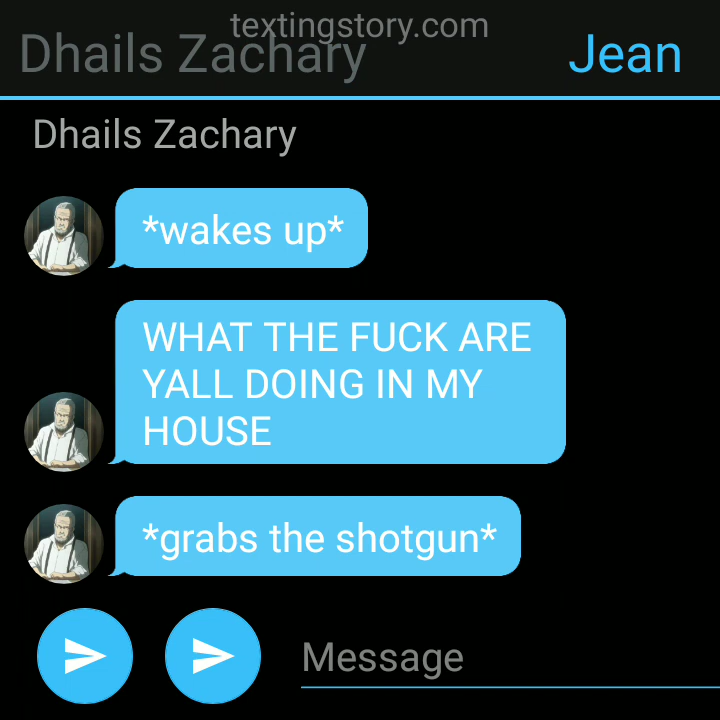 textingstory.com
Dhails Zachary
Jean
Dhails Zachary
*wakes up*
WHAT THE FUCK ARE
YALL DOING IN MY
HOUSE
*grabs the shotgun*
Message